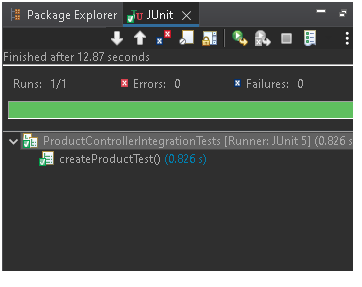 Package Explorer JUnit
Finished after 12.87 seconds
Runs: 1/1 Errors: 0 Failures: 0
ProductControllerIntegrationTests [Runner: JUnit 5] (0.826 s
createProductTest() (0.826 s)